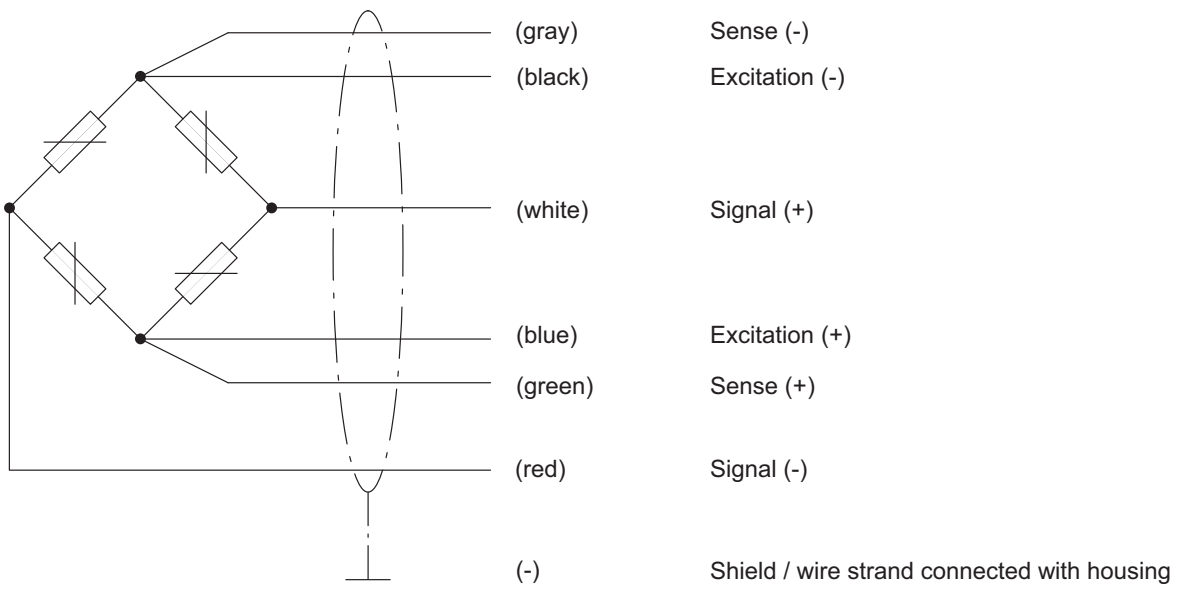 (gray) Sense (-)
(black) Excitation (-)
(white) Signal (+)
(blue) Excitation (+)
(green) Sense (+)
(red) Signal (-)
(-) Shield / wire strand connected with housing